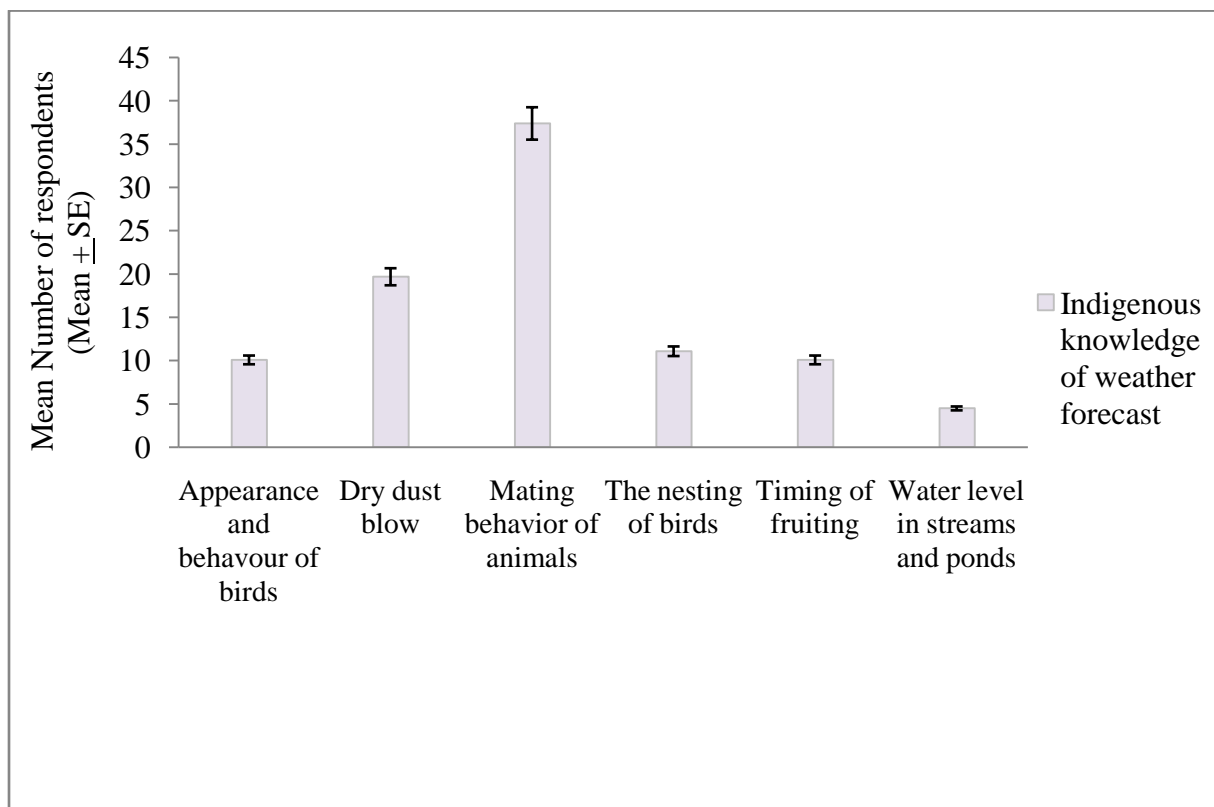 Mean Number of respondents
(Mean + SE)
45
40
35
30
25
20
15
10
5
0
Appearance
and
behavour of
birds
Dry dust
blow
Mating
behavior of
animals
The nesting
of birds
Timing of
fruiting
Water level
in streams
and ponds
Indigenous
knowledge
of weather
forecast